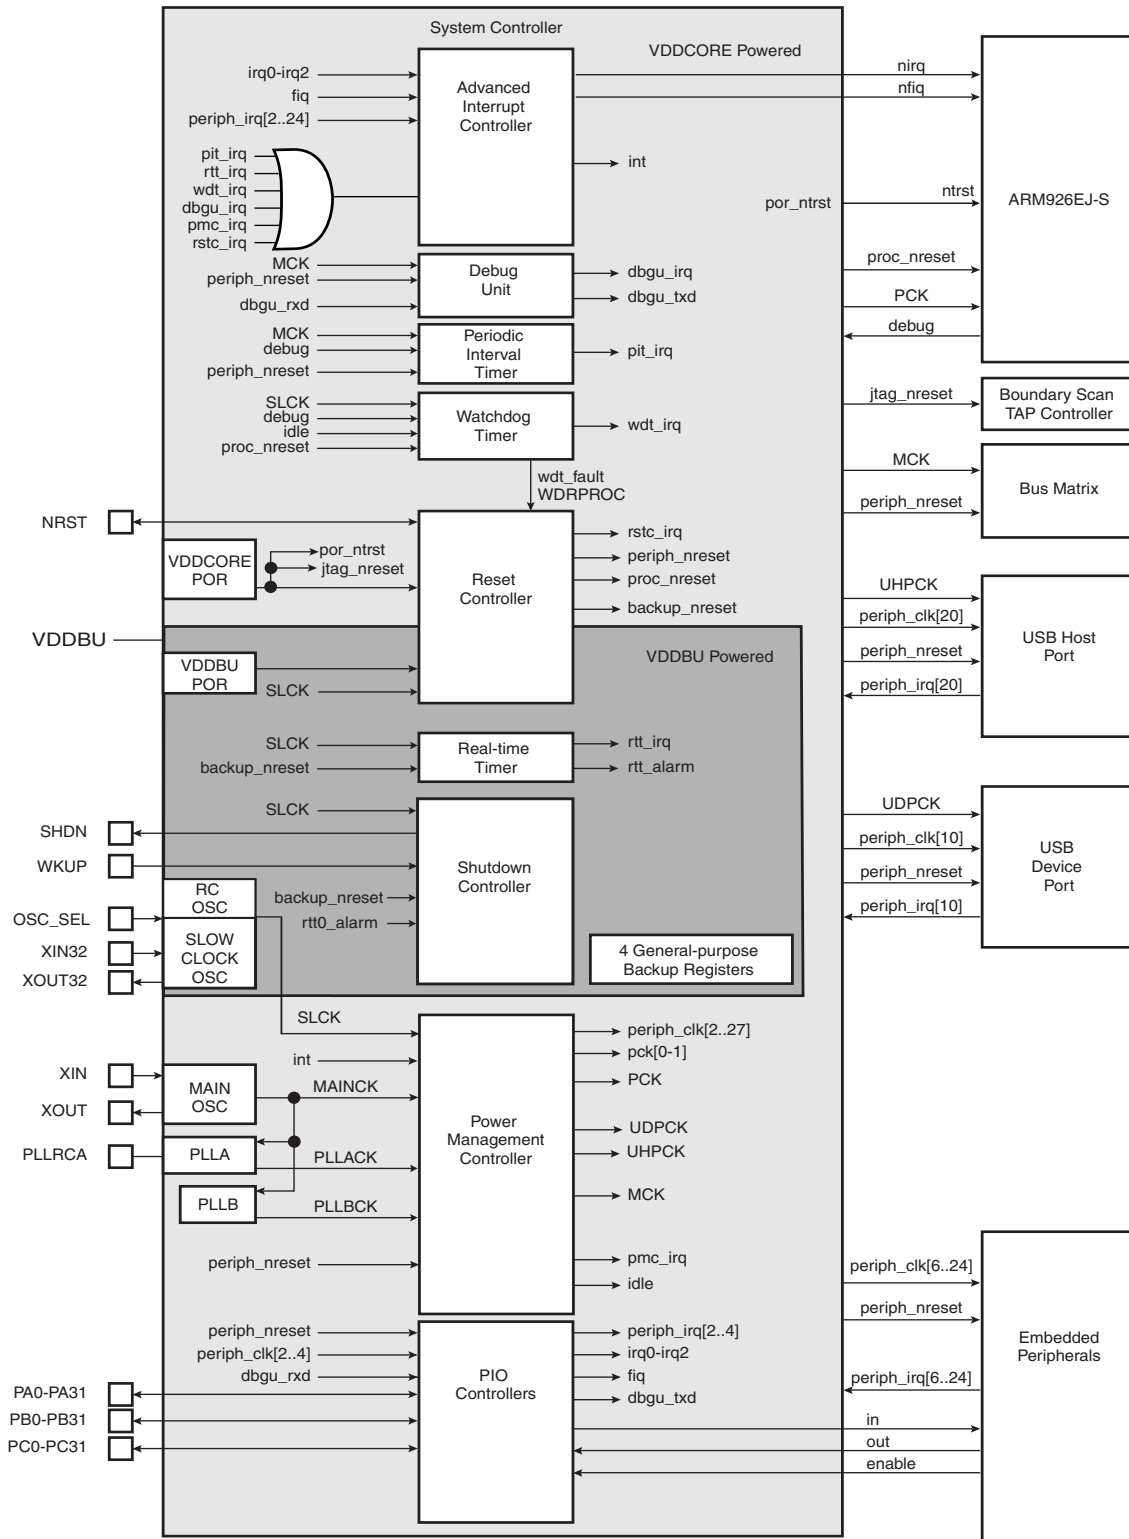 System Controller
VDDCORE Powered
irq0-irq2
fiq
periph_irq[2..24]
Advanced
Interrupt
Controller
nirq
nfiq
int
pit_irq
rtt_irq
wdt_irq
dbgu_irq
pmc_irq
rstc_irq
por_ntrst
ntrst
ARM926EJ-S
proc_nreset
PCK
debug
MCK
periph_nreset
dbgu_rxd
Debug
Unit
dbgu_irq
dbgu_txd
MCK
debug
periph_nreset
Periodic
Interval
Timer
pit_irq
SLCK
debug
idle
proc_nreset
Watchdog
Timer
wdt_irq
jtag_nreset
Boundary Scan
TAP Controller
wdt_fault
WDRPROC
MCK
periph_nreset
Bus Matrix
NRST
VDDCORE
POR
por_ntrst
jtag_nreset
Reset
Controller
rstc_irq
periph_nreset
proc_nreset
backup_nreset
VDDBU
VDDBU Powered
VDDBU
POR
SLCK
UHPCK
periph_clk[20]
periph_nreset
periph_irq[20]
USB Host
Port
SLCK
backup_nreset
Real-time
Timer
rtt_irq
rtt_alarm
SLCK
SHDN
WKUP
backup_nreset
rtt0_alarm
Shutdown
Controller
UDPCK
periph_clk[10]
periph_nreset
periph_irq[10]
USB
Device
Port
RC
OSC
OSC_SEL
XIN32
XOUT32
SLOW
CLOCK
OSC
4 General-purpose
Backup Registers
SLCK
int
XIN
XOUT
MAIN
OSC
MAINCK
PLLRCA
PLLA
PLLACK
PLLB
PLLBCK
periph_nreset
Power
Management
Controller
periph_clk[2..27]
pck[0-1]
PCK
UDPCK
UHPCK
MCK
pmc_irq
idle
periph_nreset
periph_clk[2..4]
dbgu_rxd
PA0-PA31
PB0-PB31
PC0-PC31
PIO
Controllers
periph_irq[2..4]
irq0-irq2
fiq
dbgu_txd
periph_clk[6..24]
periph_nreset
periph_irq[6..24]
in
out
enable
Embedded
Peripherals